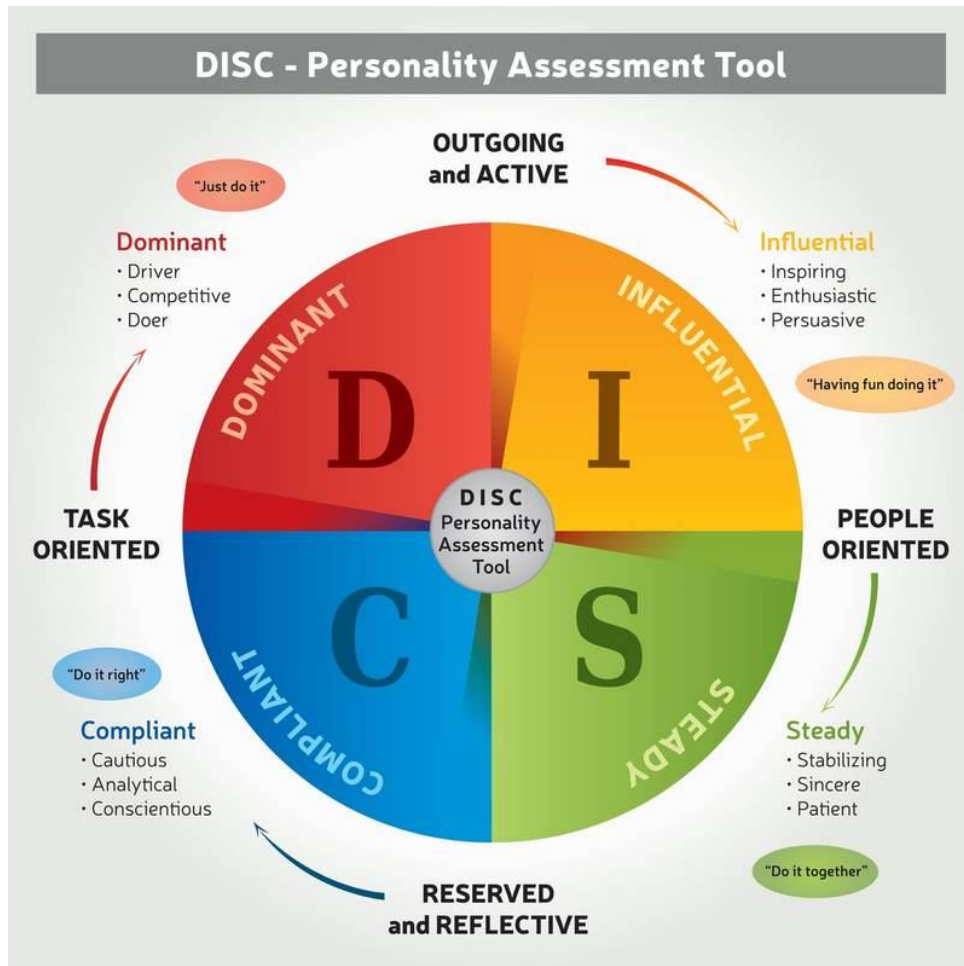 DISC - Personality Assessment Tool
OUTGOING
and ACTIVE
"Just do it"
Dominant
· Driver
· Competitive
· Doer
Influential
· Inspiring
· Enthusiastic
· Persuasive
"Having fun doing it"
DOMINANT
D
INFLUENTIAL
I
TASK
ORIENTED
DISC
Personality
Assessment
Tool
PEOPLE
ORIENTED
C
COMPLIANT
S
STEADY
"Do it right"
Compliant
· Cautious
· Analytical
· Conscientious
Steady
· Stabilizing
· Sincere
· Patient
"Do it together"
RESERVED
and REFLECTIVE